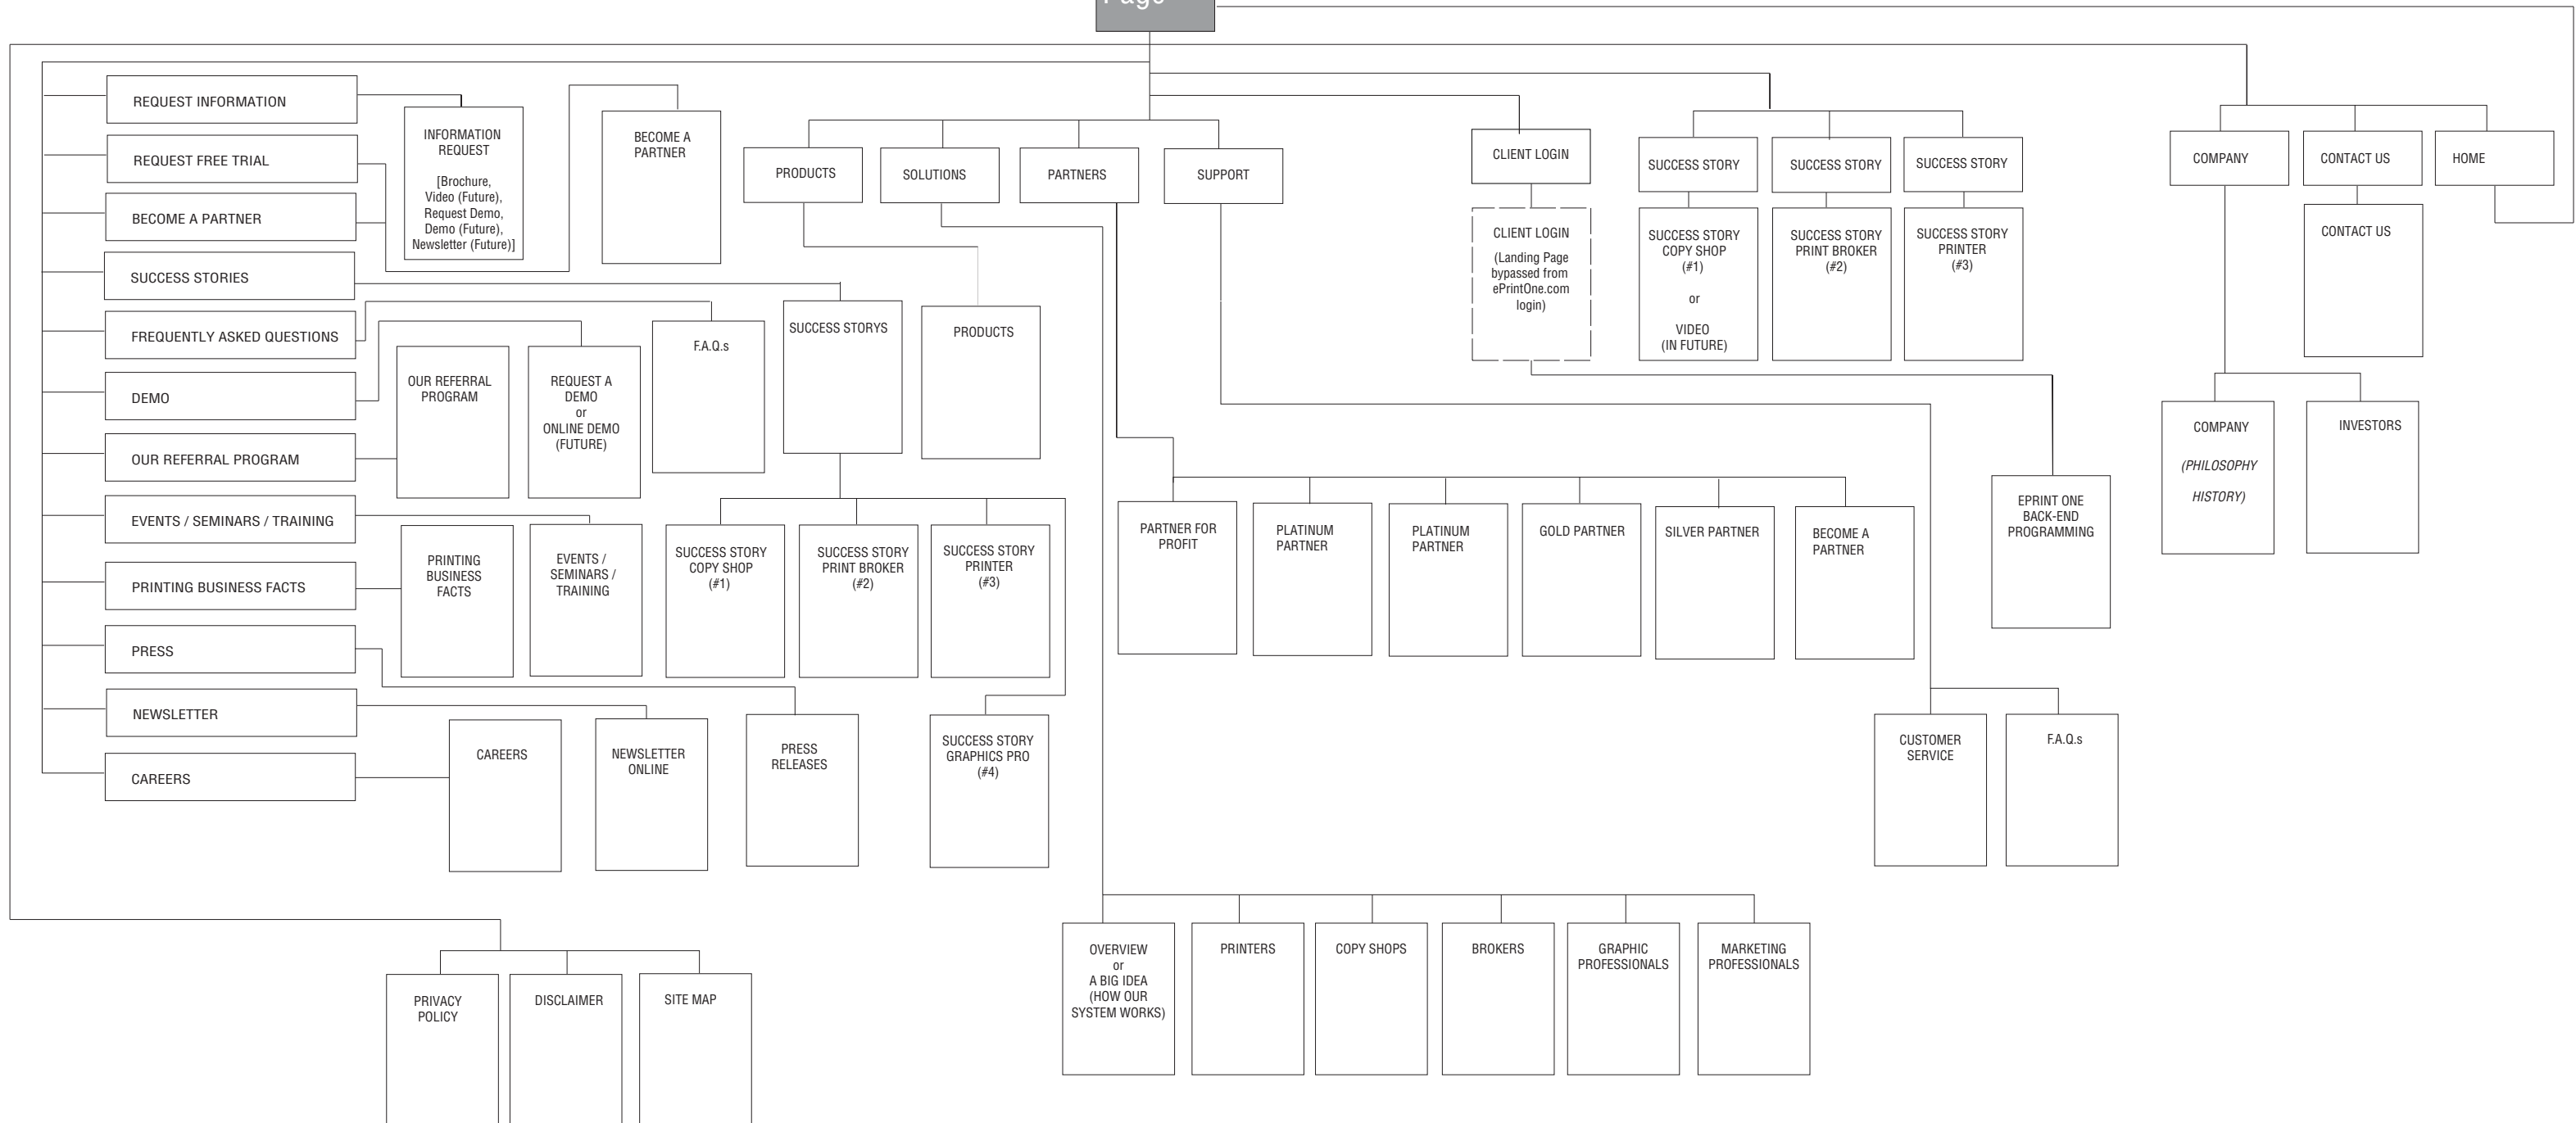 Page
REQUEST INFORMATION
REQUEST FREE TRIAL
BECOME A PARTNER
SUCCESS STORIES
FREQUENTLY ASKED QUESTIONS
DEMO
OUR REFERRAL PROGRAM
EVENTS / SEMINARS / TRAINING
PRINTING BUSINESS FACTS
PRESS
NEWSLETTER
CAREERS
INFORMATION
REQUEST
[Brochure,
Video (Future),
Request Demo,
Demo (Future),
Newsletter (Future)]
BECOME A
PARTNER
PRODUCTS
SOLUTIONS
PARTNERS
SUPPORT
CLIENT LOGIN
SUCCESS STORY
SUCCESS STORY
SUCCESS STORY
COMPANY
CONTACT US
HOME
CLIENT LOGIN
(Landing Page
bypassed from
ePrintOne.com
login)
SUCCESS STORY
COPY SHOP
(#1)
or
VIDEO
(IN FUTURE)
SUCCESS STORY
PRINT BROKER
(#2)
SUCCESS STORY
PRINTER
(#3)
CONTACT US
OUR REFERRAL
PROGRAM
REQUEST A
DEMO
or
ONLINE DEMO
(FUTURE)
F.A.Q.s
SUCCESS STORYS
PRODUCTS
COMPANY
(PHILOSOPHY
HISTORY)
INVESTORS
PRINTING
BUSINESS
FACTS
EVENTS /
SEMINARS /
TRAINING
SUCCESS STORY
COPY SHOP
(#1)
SUCCESS STORY
PRINT BROKER
(#2)
SUCCESS STORY
PRINTER
(#3)
PARTNER FOR
PROFIT
PLATINUM
PARTNER
PLATINUM
PARTNER
GOLD PARTNER
SILVER PARTNER
BECOME A
PARTNER
EPRINT ONE
BACK-END
PROGRAMMING
CAREERS
NEWSLETTER
ONLINE
PRESS
RELEASES
SUCCESS STORY
GRAPHICS PRO
(#4)
CUSTOMER
SERVICE
F.A.Q.s
OVERVIEW
or
A BIG IDEA
(HOW OUR
SYSTEM WORKS)
PRINTERS
COPY SHOPS
BROKERS
GRAPHIC
PROFESSIONALS
MARKETING
PROFESSIONALS
PRIVACY
POLICY
DISCLAIMER
SITE MAP